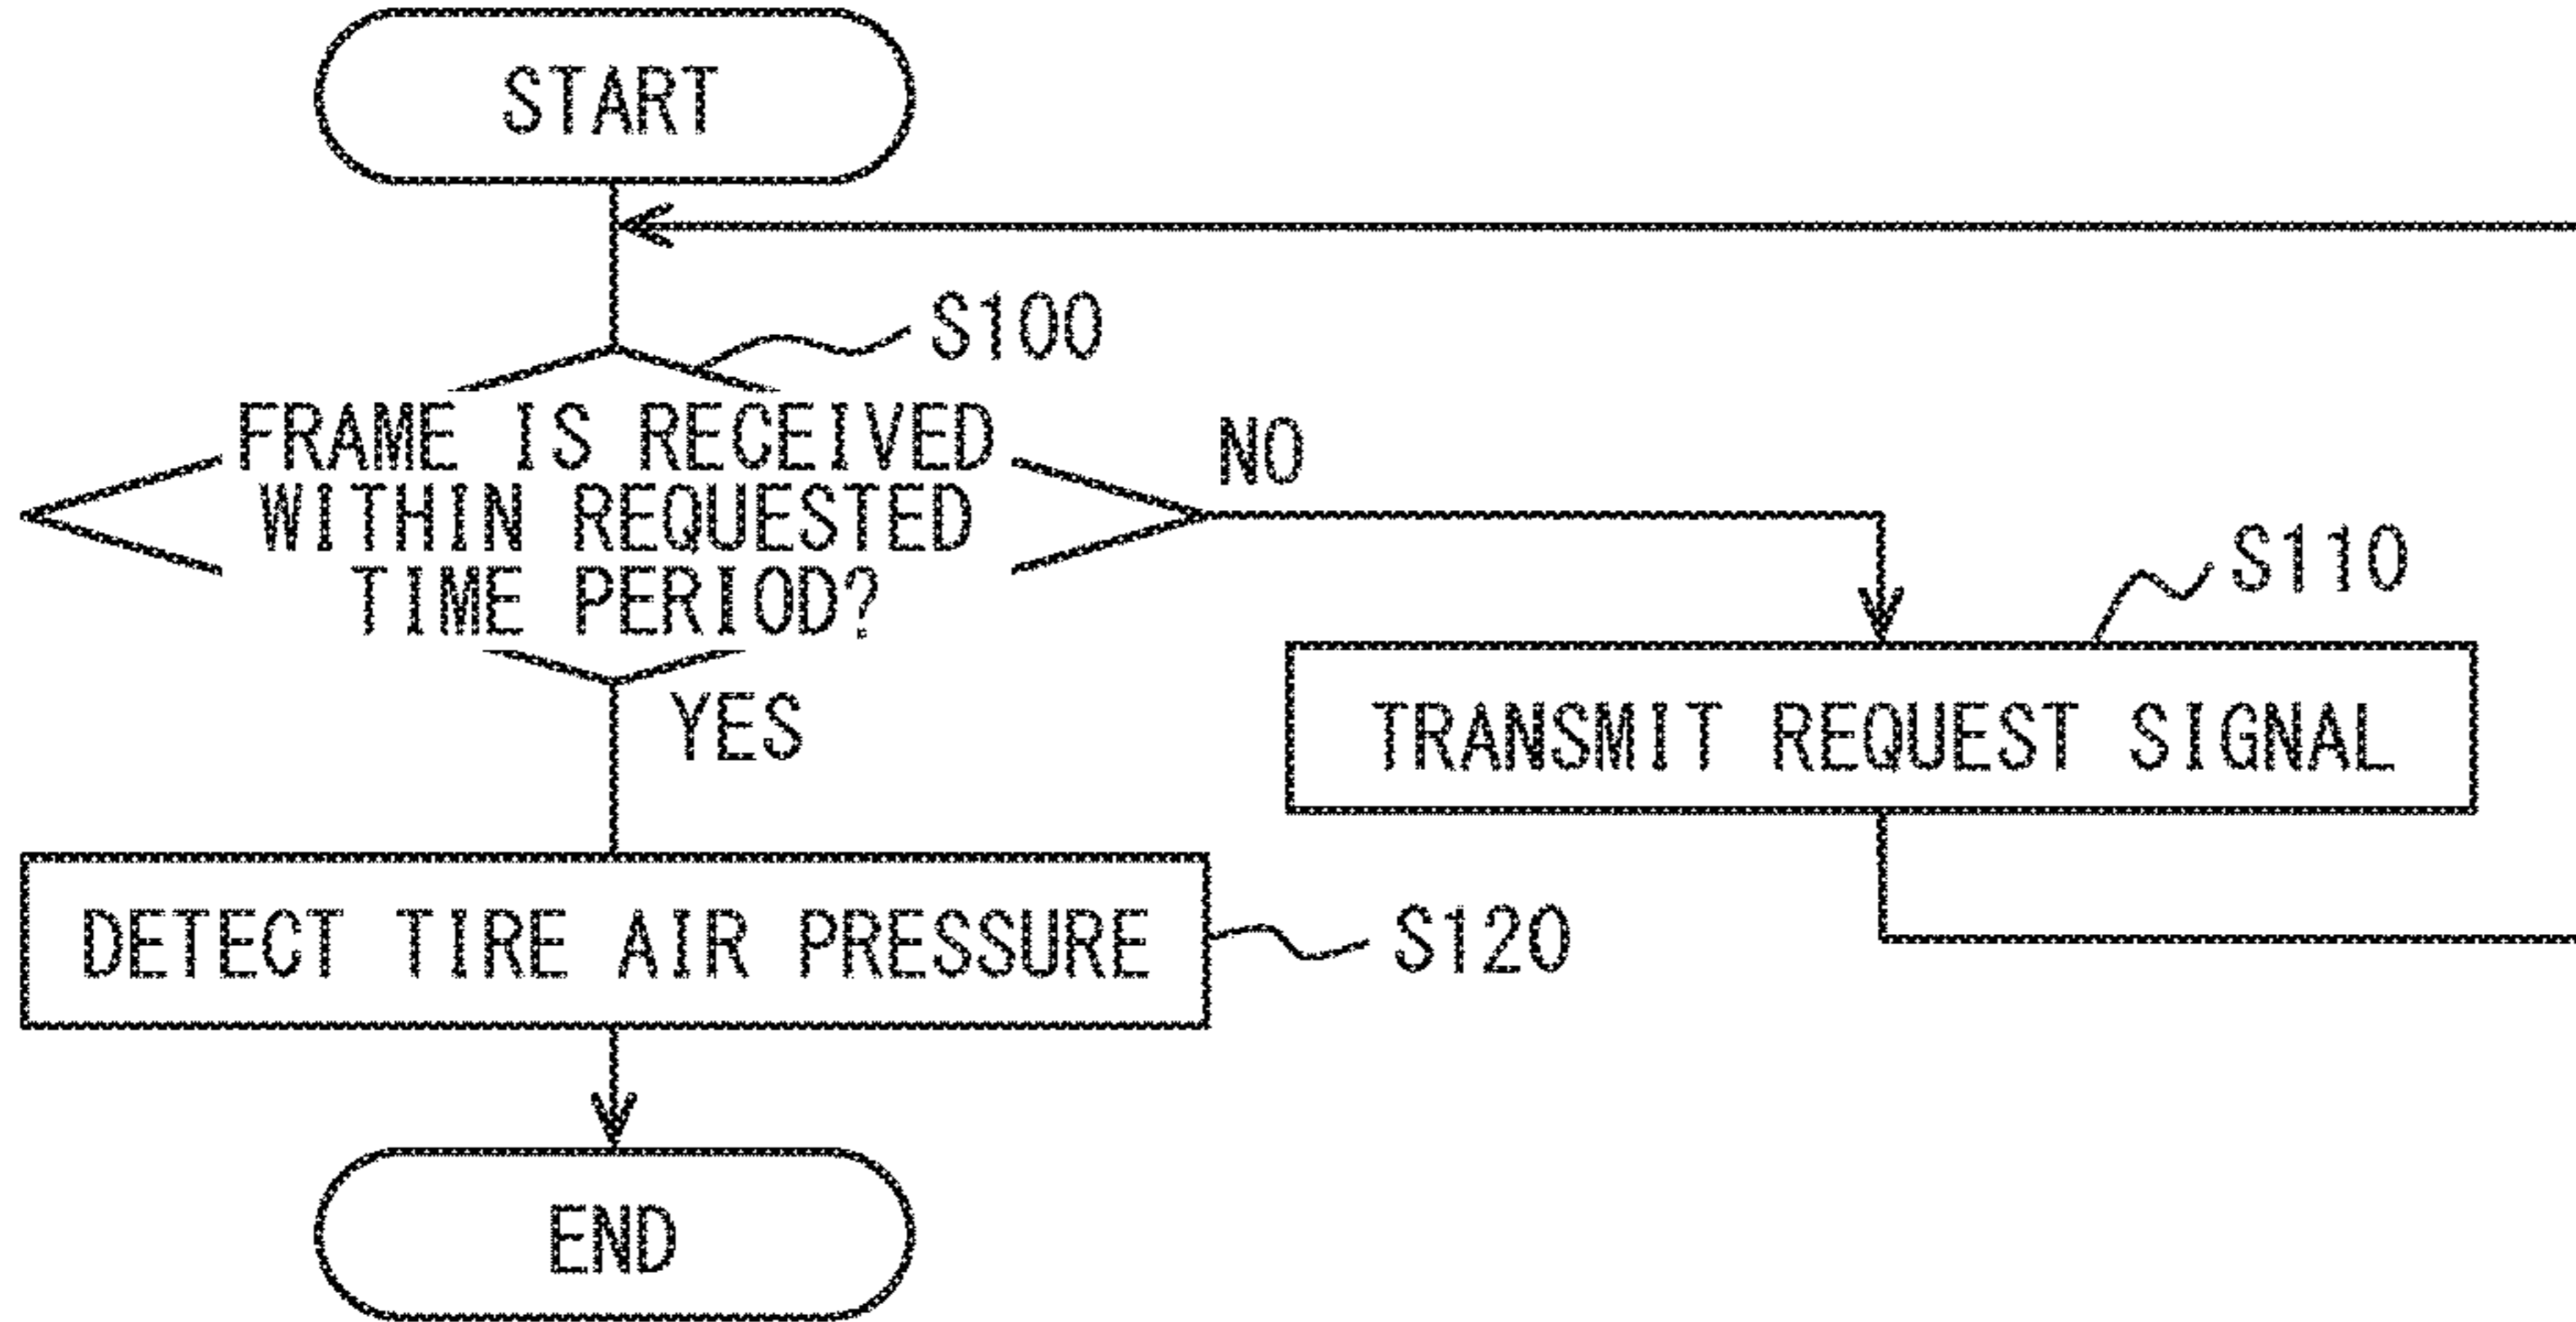 START
S100
FRAME IS RECEIVED
WITHIN REQUESTED
TIME PERIOD?
NO
YES
S110
TRANSMIT REQUEST SIGNAL
DETECT TIRE AIR PRESSURE
S120
END